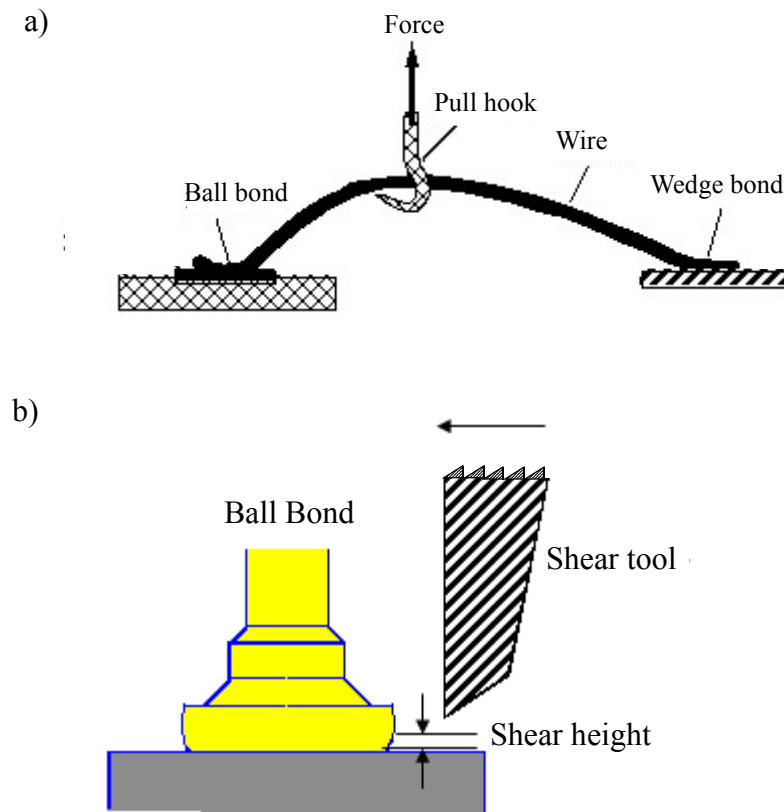 a)
Force
Pull hook
Wire
Ball bond
Wedge bond
b)
Ball Bond
Shear tool
Shear height